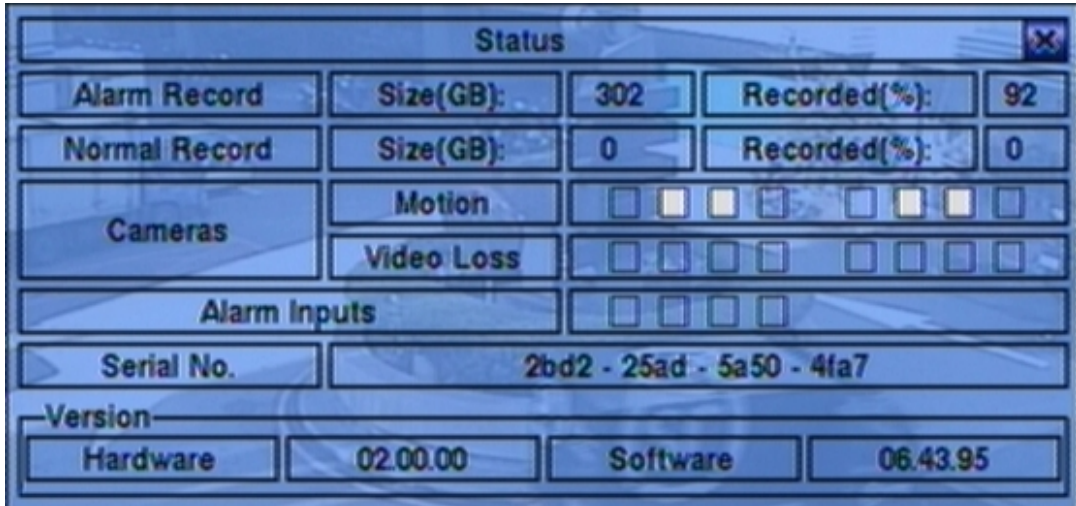 Status
Alarm Record Size(GB): 302 Recorded(%): 92
Normal Record Size(GB): 0 Recorded(%): 0
Cameras
Motion
Video Loss
Alarm Inputs
Serial No. 2bd2 - 25ad - 5a50 - 4fa7
Version
Hardware 02.00.00 Software 06.43.95